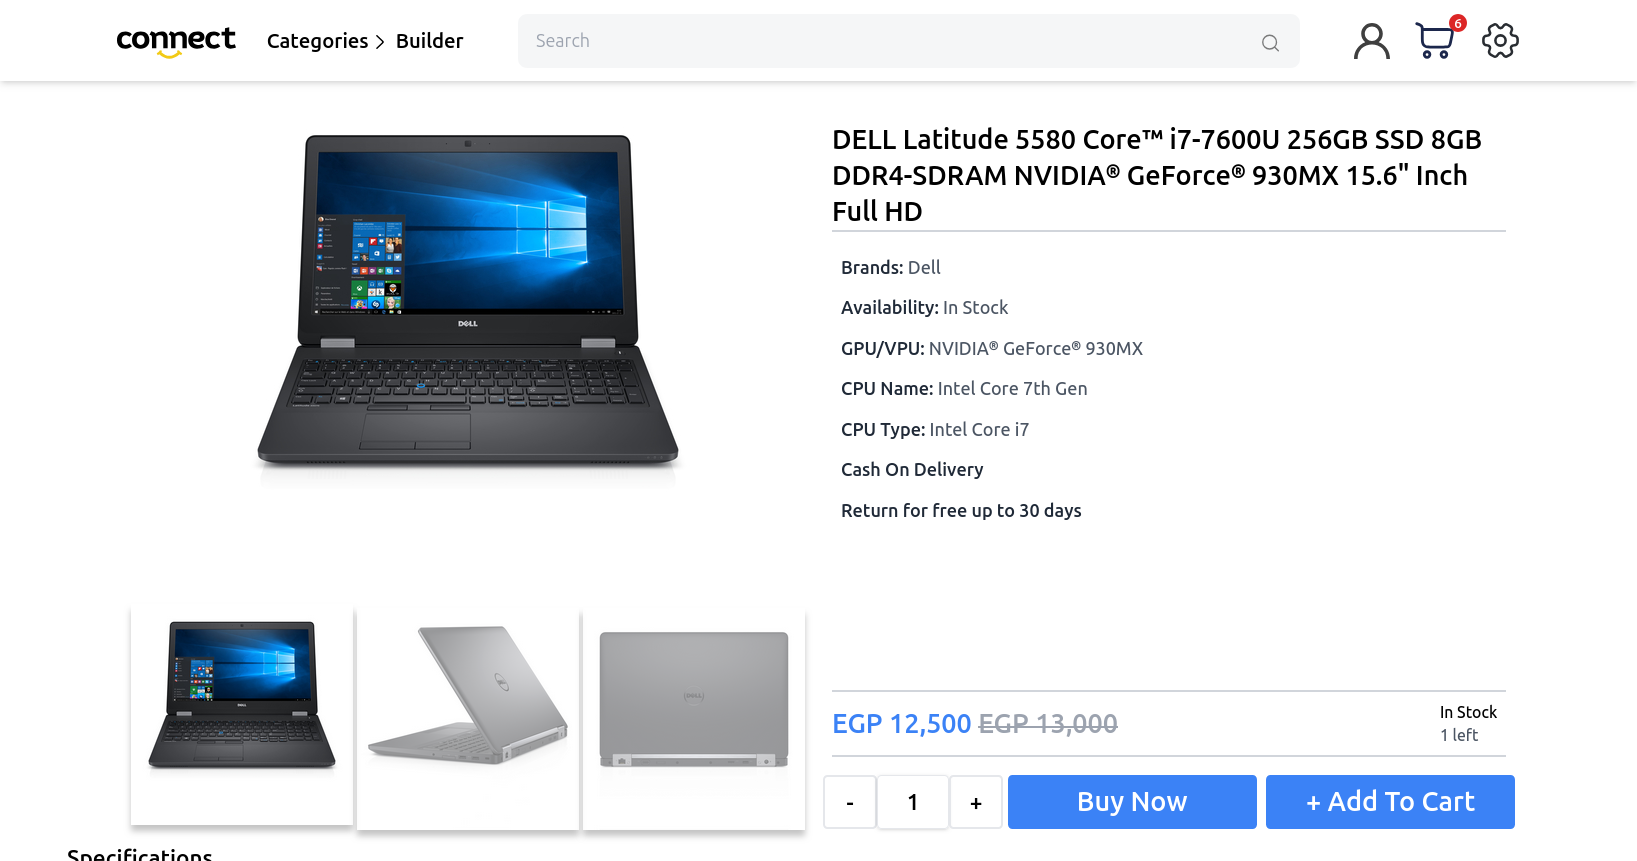 connect
Categories > Builder
Search
6
DELL Latitude 5580 Core™ i7-7600U 256GB SSD 8GB
DDR4-SDRAM NVIDIA® GeForce® 930MX 15.6" Inch
Full HD
Brands: Dell
Availability: In Stock
GPU/VPU: NVIDIA® GeForce® 930MX
CPU Name: Intel Core 7th Gen
CPU Type: Intel Core i7
Cash On Delivery
Return for free up to 30 days
DELL
EGP 12,500 EGP 13,000
In Stock
1 left
- 1 +
Buy Now
+ Add To Cart
Specifications